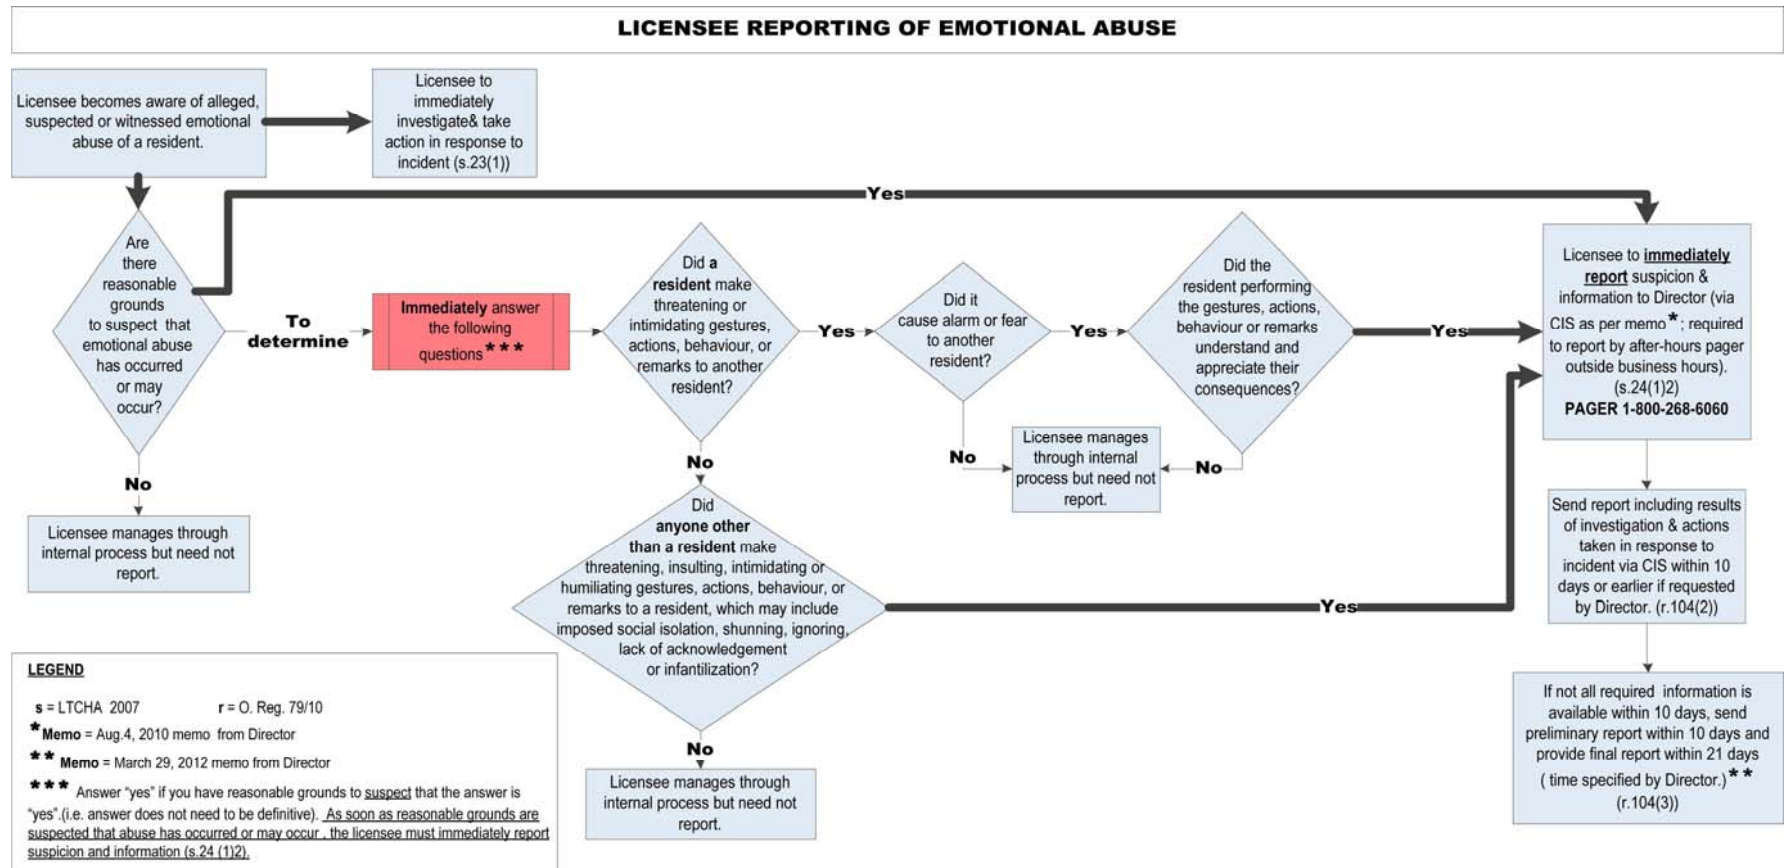 LICENSEE REPORTING OF EMOTIONAL ABUSE
Licensee becomes aware of alleged,
suspected or witnessed emotional
abuse of a resident.
Licensee to
immediately
investigate& take
action in response to
incident (s.23(1))
Yes
Are
there
reasonable
grounds
to suspect that
emotional abuse
has occurred
or may
occur?
To
determine
Immediately answer
the following
questions***
Did a
resident make
threatening or
intimidating gestures,
actions, behaviour, or
remarks to another
resident?
Yes
Did it
cause alarm or fear
to another
resident?
Yes
Did the
resident performing
the gestures, actions,
behaviour or remarks
understand and
appreciate their
consequences?
Yes
Licensee to immediately
report suspicion &
information to Director (via
CIS as per memo*; required
to report by after-hours pager
outside business hours).
(s.24(1)2)
PAGER 1-800-268-6060
No
Licensee manages through
internal process but need not
report.
No
No
Licensee manages
through internal
process but need not
report.
No
Did
anyone other
than a resident make
threatening, insulting, intimidating or
humiliating gestures, actions, behaviour, or
remarks to a resident, which may include
imposed social isolation, shunning, ignoring,
lack of acknowledgement
or infantilization?
Yes
Send report including results
of investigation & actions
taken in response to
incident via CIS within 10
days or earlier if requested
by Director. (r.104(2))
No
Licensee manages through
internal process but need not
report.
If not all required information is
available within 10 days, send
preliminary report within 10 days and
provide final report within 21 days
( time specified by Director.)**
(r.104(3))
LEGEND
s = LTCHA 2007 r = O. Reg. 79/10
*Memo = Aug.4, 2010 memo from Director
** Memo = March 29, 2012 memo from Director
*** Answer “yes” if you have reasonable grounds to suspect that the answer is
“yes”.(i.e. answer does not need to be definitive). As soon as reasonable grounds are
suspected that abuse has occurred or may occur , the licensee must immediately report
suspicion and information (s.24 (1)2).